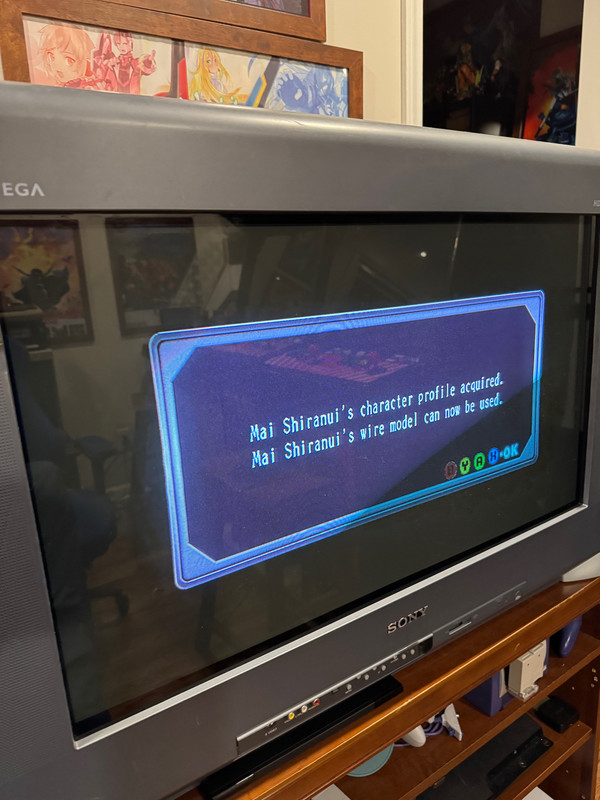 EGA
Mai Shiranui's character profile acquired.
Mai Shiranui's wire model can now be used.
Y A
OK
SONY